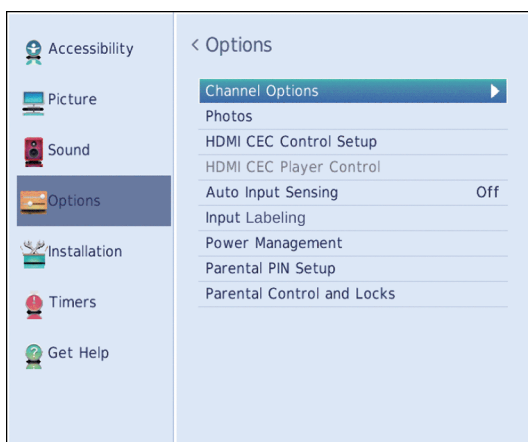 Accessibility
Picture
Sound
Options
Installation
Timers
Get Help
< Options
Channel Options
Photos
HDMI CEC Control Setup
HDMI CEC Player Control
Auto Input Sensing Off
Input Labeling
Power Management
Parental PIN Setup
Parental Control and Locks